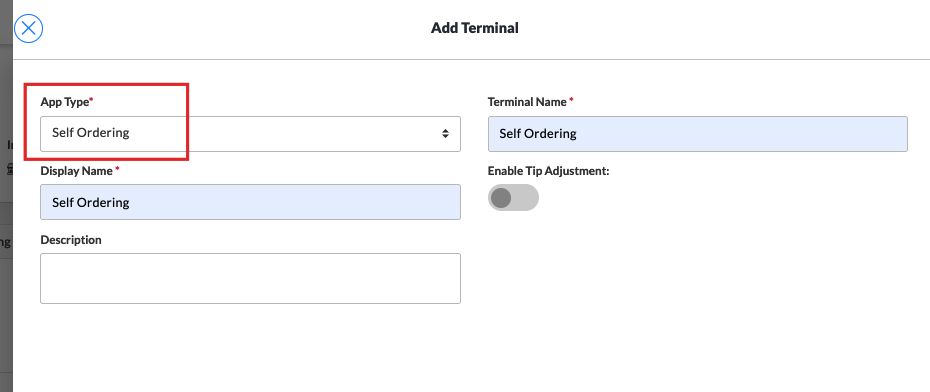 Add Terminal
App Type*
Self Ordering
Terminal Name *
Self Ordering
Display Name *
Self Ordering
Enable Tip Adjustment:
Description